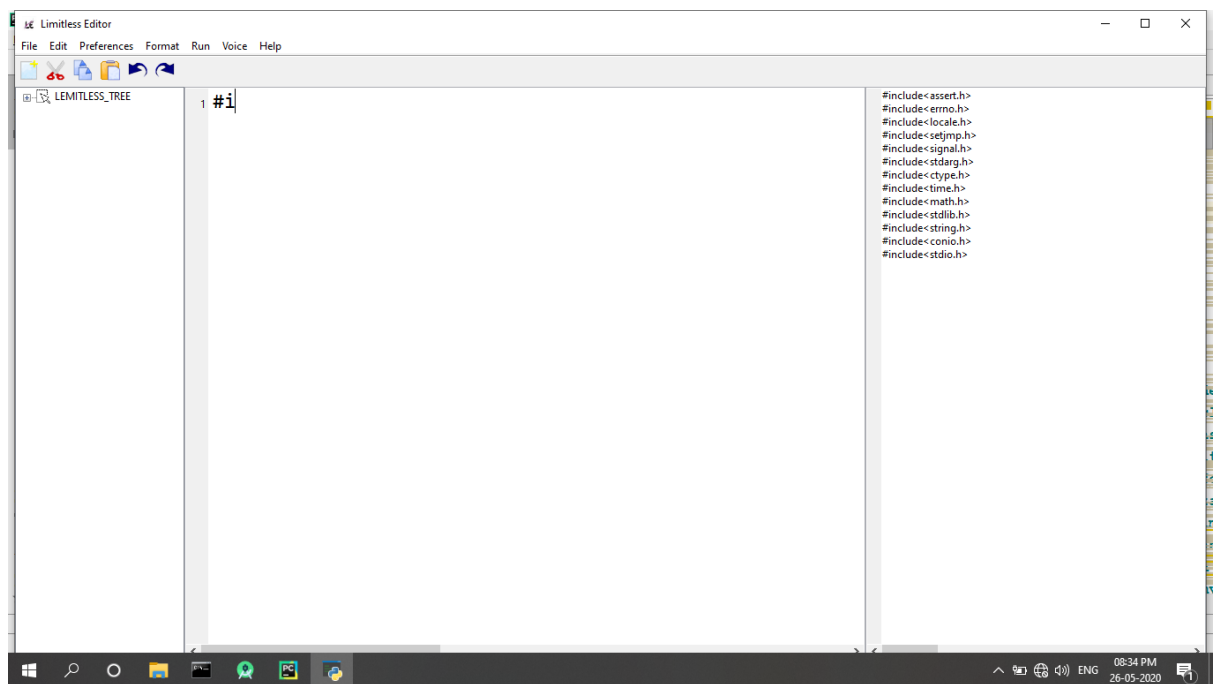 Limitless Editor
File Edit Preferences Format Run Voice Help
LEMITLESS_TREE
1 #i
#include<assert.h>
#include<errno.h>
#include<locale.h>
#include<setjmp.h>
#include<signal.h>
#include<stdarg.h>
#include<ctype.h>
#include<time.h>
#include<math.h>
#include<stdlib.h>
#include<string.h>
#include<conio.h>
#include<stdio.h>
PC
ENG
08:34 PM
26-05-2020
1